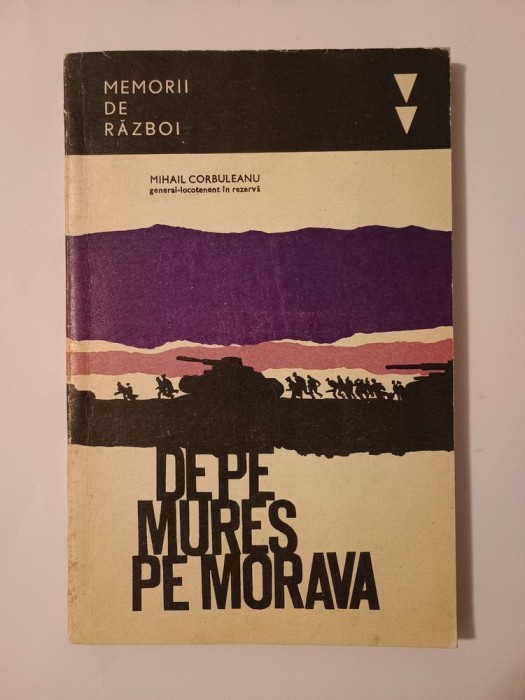 MEMORII
DE
RĂZBOI
MIHAIL CORBULEANU
general-locotenent în rezervă
DE PE
MUREȘ
PE MORAVA